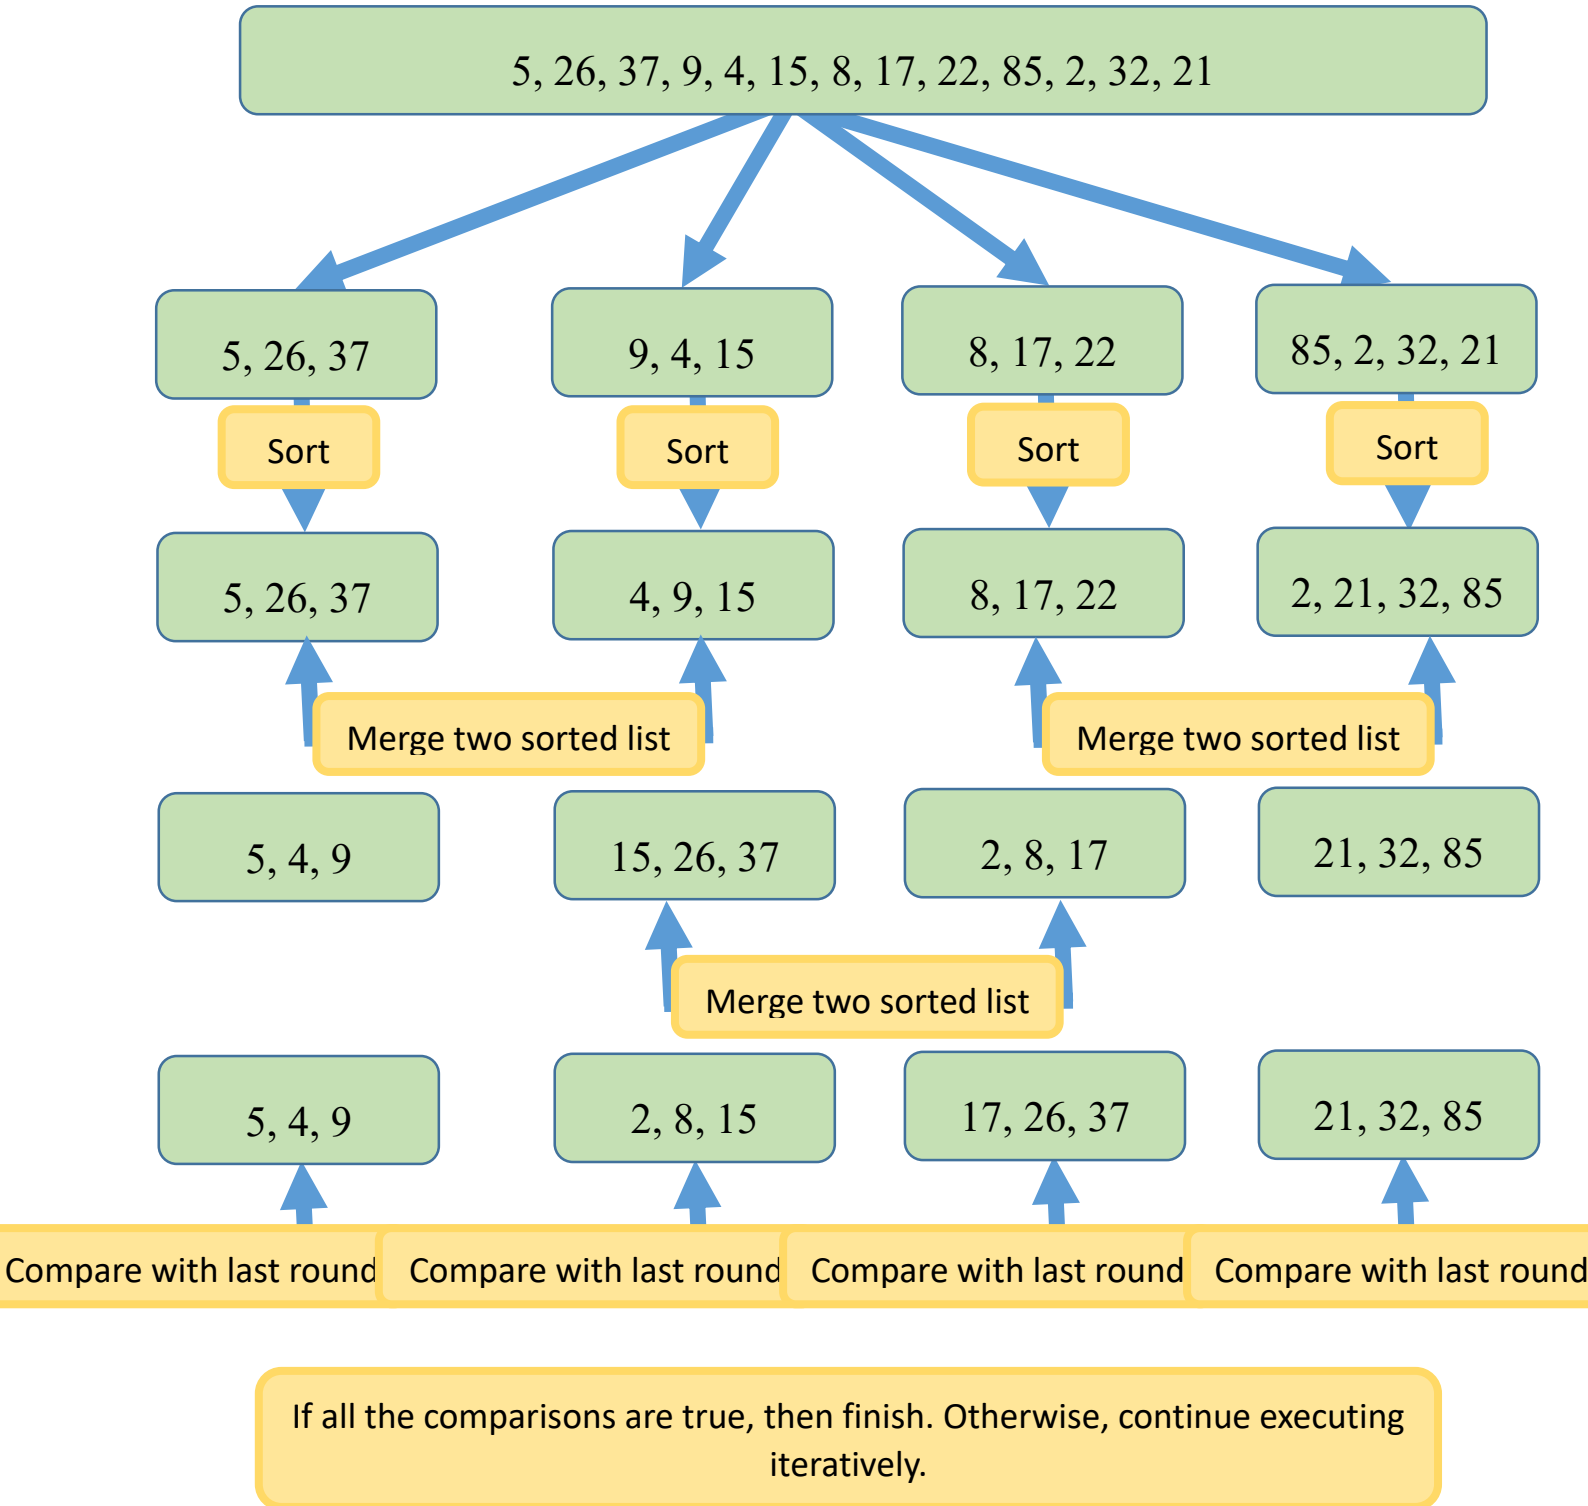 5, 26, 37, 9, 4, 15, 8, 17, 22, 85, 2, 32, 21
5, 26, 37
9, 4, 15
8, 17, 22
85, 2, 32, 21
Sort
Sort
Sort
Sort
5, 26, 37
4, 9, 15
8, 17, 22
2, 21, 32, 85
Merge two sorted list
Merge two sorted list
5, 4, 9
15, 26, 37
2, 8, 17
21, 32, 85
Merge two sorted list
5, 4, 9
2, 8, 15
17, 26, 37
21, 32, 85
Compare with last round
Compare with last round
Compare with last round
Compare with last round
If all the comparisons are true, then finish. Otherwise, continue executing
iteratively.